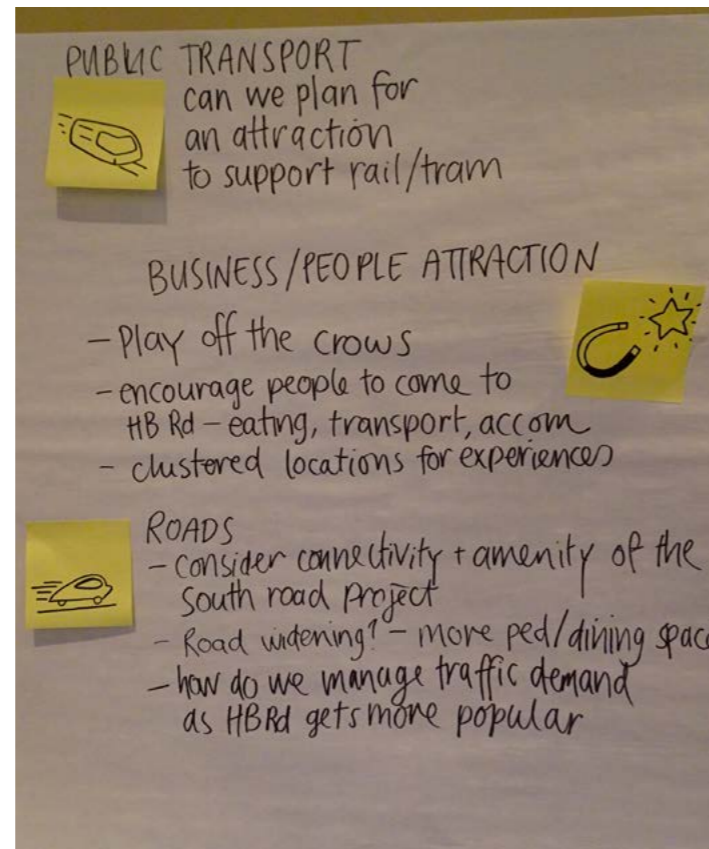 PUBLIC TRANSPORT
can we plan for
an attraction
to support rail/tram
BUSINESS/PEOPLE ATTRACTION
- Play off the crows
- encourage people to come to
HB Rd - eating, transport, accom
- clustered locations for experiences
ROADS
- consider connectivity + amenity of the
south road project
- Road widening? - more ped/dining spac
- how do we manage traffic demand
as HB Rd gets more popular